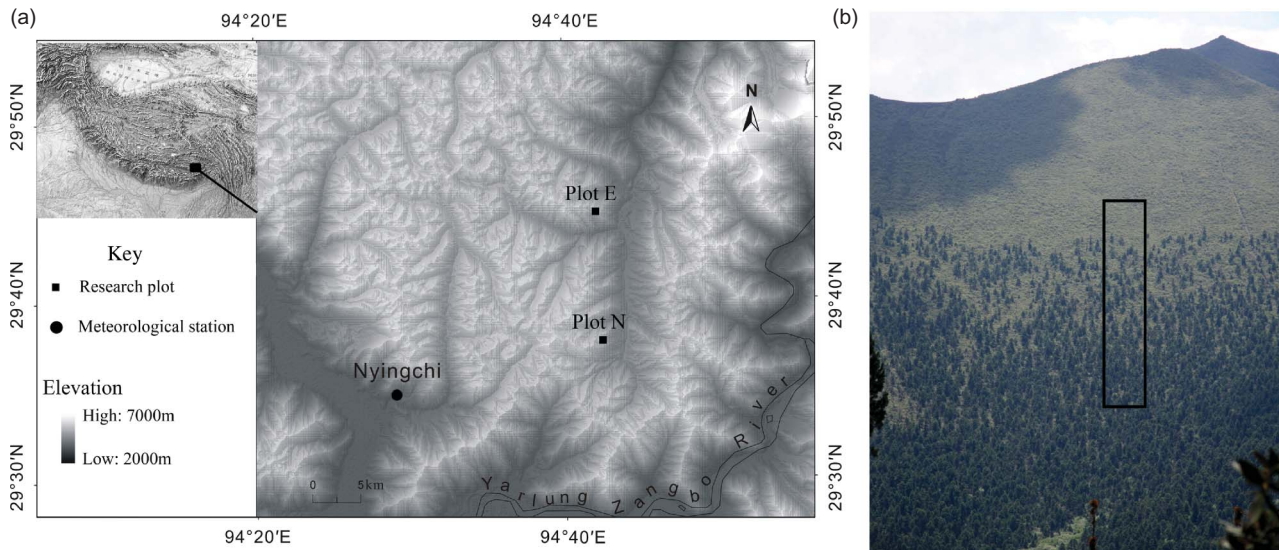 (a)
94°20′E
94°40′E
29°50′N
29°40′N
29°30′N
N
Plot E
Plot N
Nyingchi
Key
Research plot
Meteorological station
Elevation
High: 7000m
Low: 2000m
0 5km
Yarlung Zangbo River
29°50′N
29°40′N
29°30′N
94°20′E
94°40′E
(b)